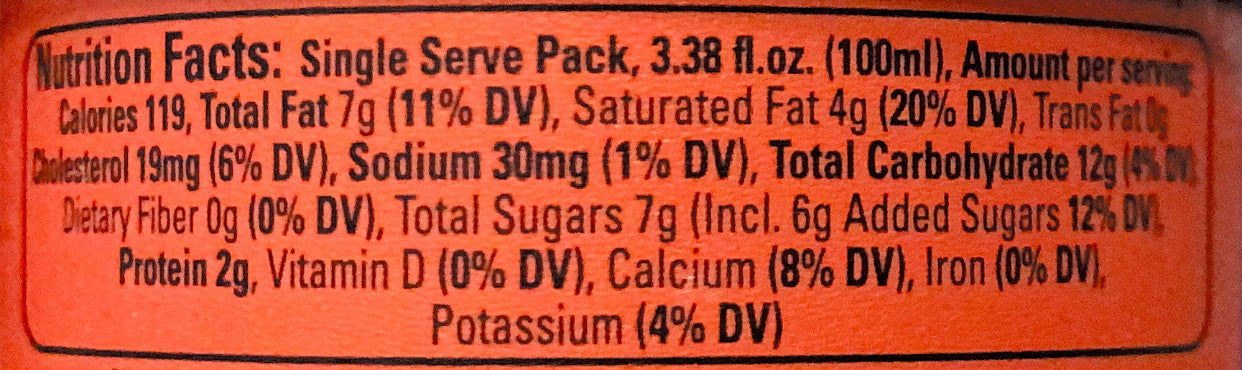 Nutrition Facts: Single Serve Pack, 3.38 fl.oz. (100ml), Amount per serving
Calories 119, Total Fat 7g (11% DV), Saturated Fat 4g (20% DV), Trans Fat 0g
Cholesterol 19mg (6% DV), Sodium 30mg (1% DV), Total Carbohydrate 12g (4% DV),
Dietary Fiber 0g (0% DV), Total Sugars 7g (Incl. 6g Added Sugars 12% DV),
Protein 2g, Vitamin D (0% DV), Calcium (8% DV), Iron (0% DV),
Potassium (4% DV)